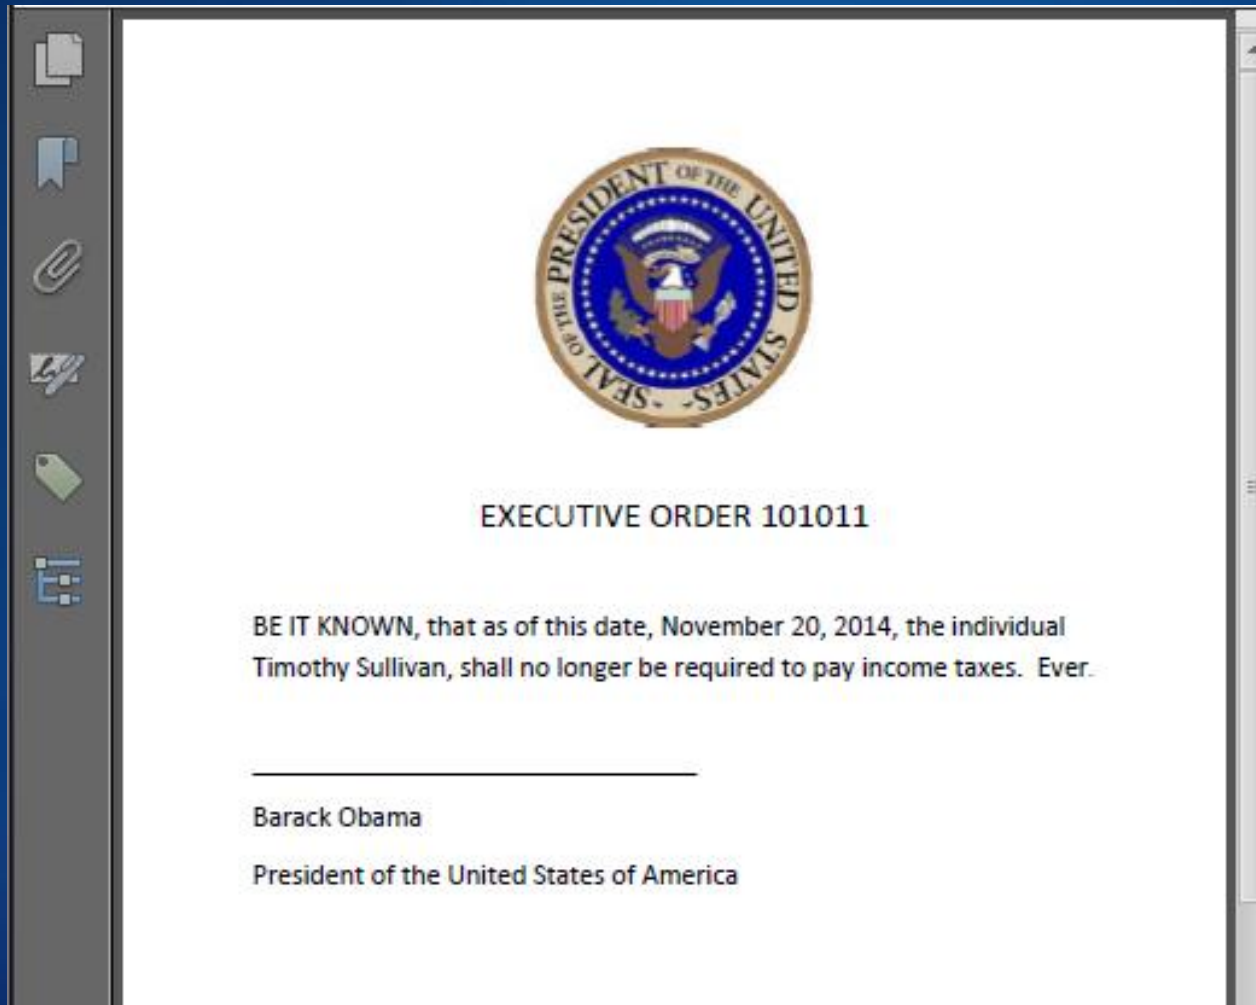 SEAL OF THE PRESIDENT OF THE UNITED STATES
EXECUTIVE ORDER 101011
BE IT KNOWN, that as of this date, November 20, 2014, the individual
Timothy Sullivan, shall no longer be required to pay income taxes.  Ever.
Barack Obama
President of the United States of America